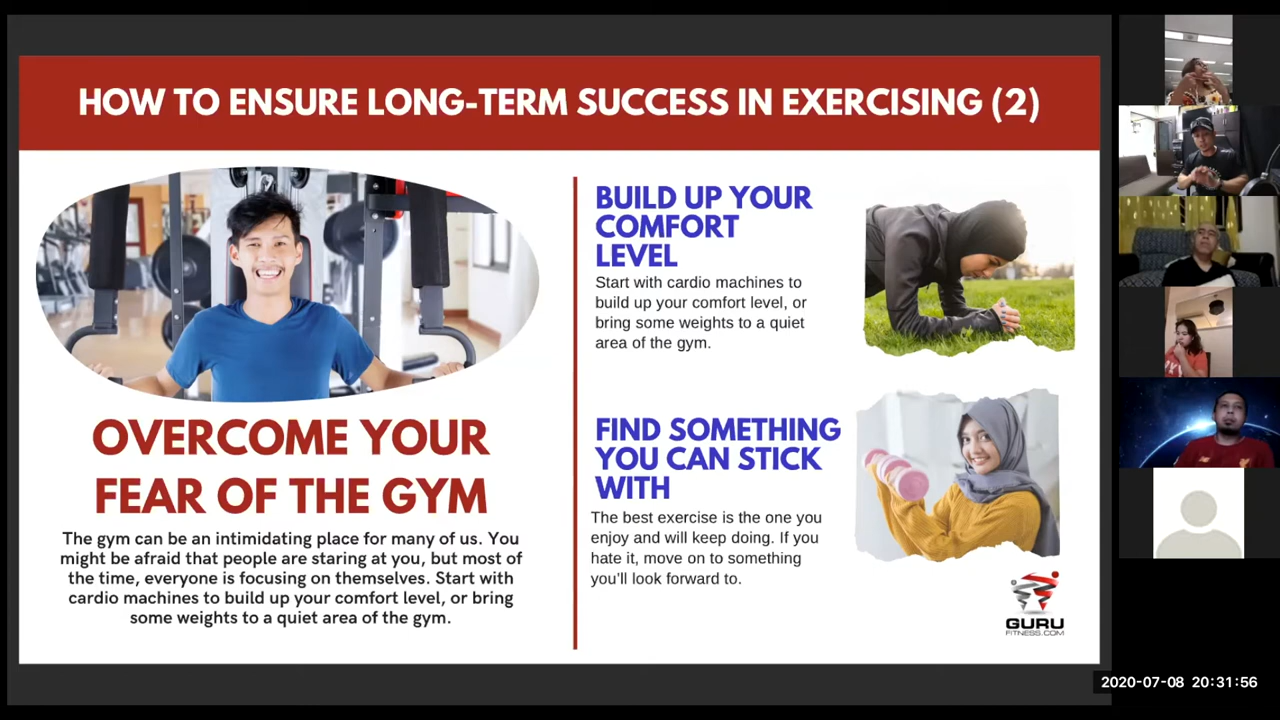 HOW TO ENSURE LONG-TERM SUCCESS IN EXERCISING (2)
OVERCOME YOUR
FEAR OF THE GYM
The gym can be an intimidating place for many of us. You
might be afraid that people are staring at you, but most of
the time, everyone is focusing on themselves. Start with
cardio machines to build up your comfort level, or bring
some weights to a quiet area of the gym.
BUILD UP YOUR
COMFORT
LEVEL
Start with cardio machines to
build up your comfort level, or
bring some weights to a quiet
area of the gym.
FIND SOMETHING
YOU CAN STICK
WITH
The best exercise is the one you
enjoy and will keep doing. If you
hate it, move on to something
you'll look forward to.
GURU
FITNESS.COM
2020-07-08 20:31:56